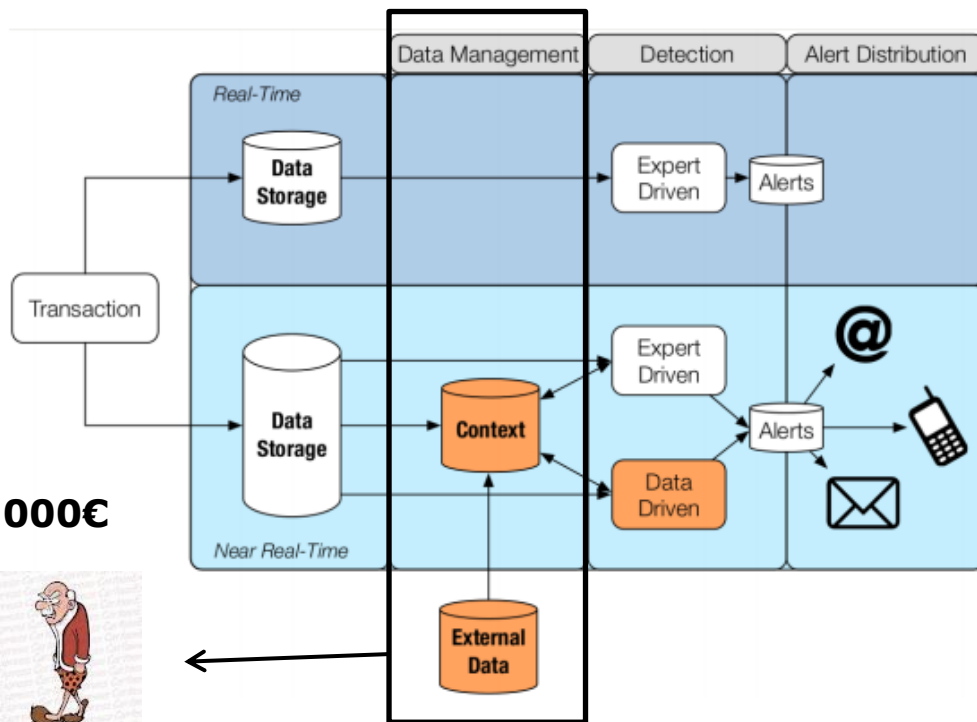 Data Management
Detection
Alert Distribution
Real-Time
Data
Storage
Expert
Driven
Alerts
Transaction
Data
Storage
Context
Expert
Driven
Data
Driven
Alerts
@
000€
Near Real-Time
External
Data